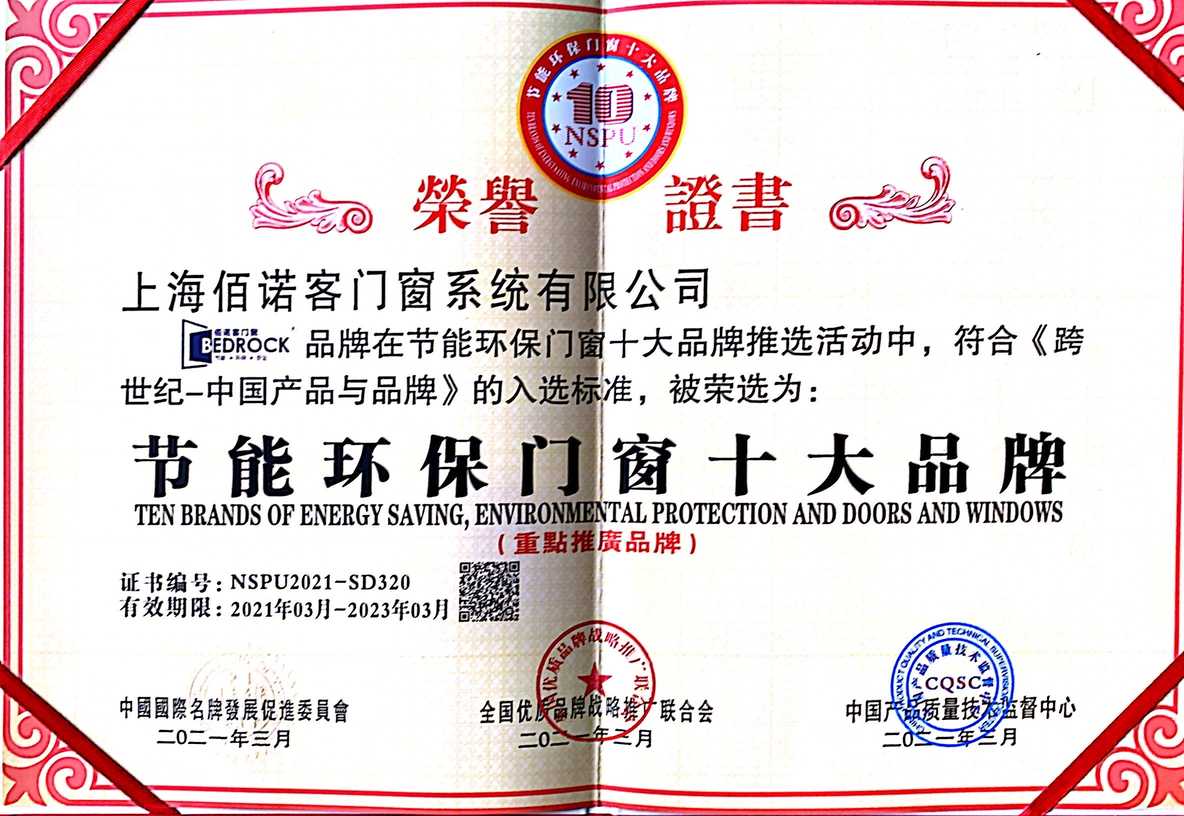 节能环保门窗十大品牌
10
NSPU
榮譽 證書
上海佰诺客门窗系统有限公司
佰诺客门窗
BEDROCK 品牌在节能环保门窗十大品牌推选活动中，符合《跨
世纪-中国产品与品牌》的入选标准，被荣选为：
节能环保门窗十大品牌
TEN BRANDS OF ENERGY SAVING, ENVIRONMENTAL PROTECTION AND DOORS AND WINDOWS
(重點推廣品牌)
证书编号：NSPU2021-SD320
有效期限：2021年03月-2023年03月
CQSC
中國國際名牌發展促進委員會 全国优质品牌战略推广联合会 中国产品质量技术监督中心
二〇二一年三月 二〇二一年三月 二〇二一年三月